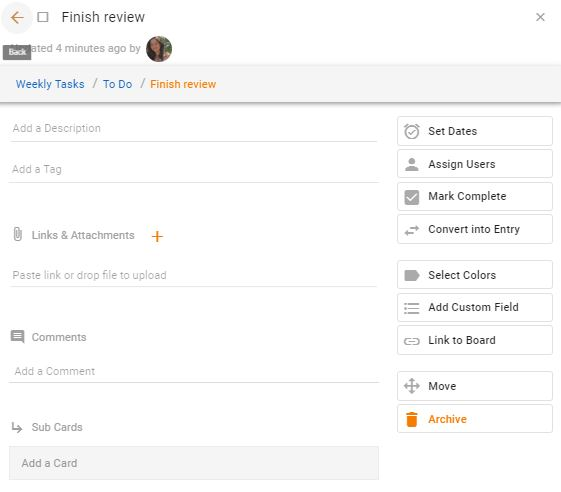 Finish review
Updated 4 minutes ago by
Back
Weekly Tasks / To Do / Finish review
Add a Description
Add a Tag
Links & Attachments
Paste link or drop file to upload
Comments
Add a Comment
Sub Cards
Add a Card
Set Dates
Assign Users
Mark Complete
Convert into Entry
Select Colors
Add Custom Field
Link to Board
Move
Archive